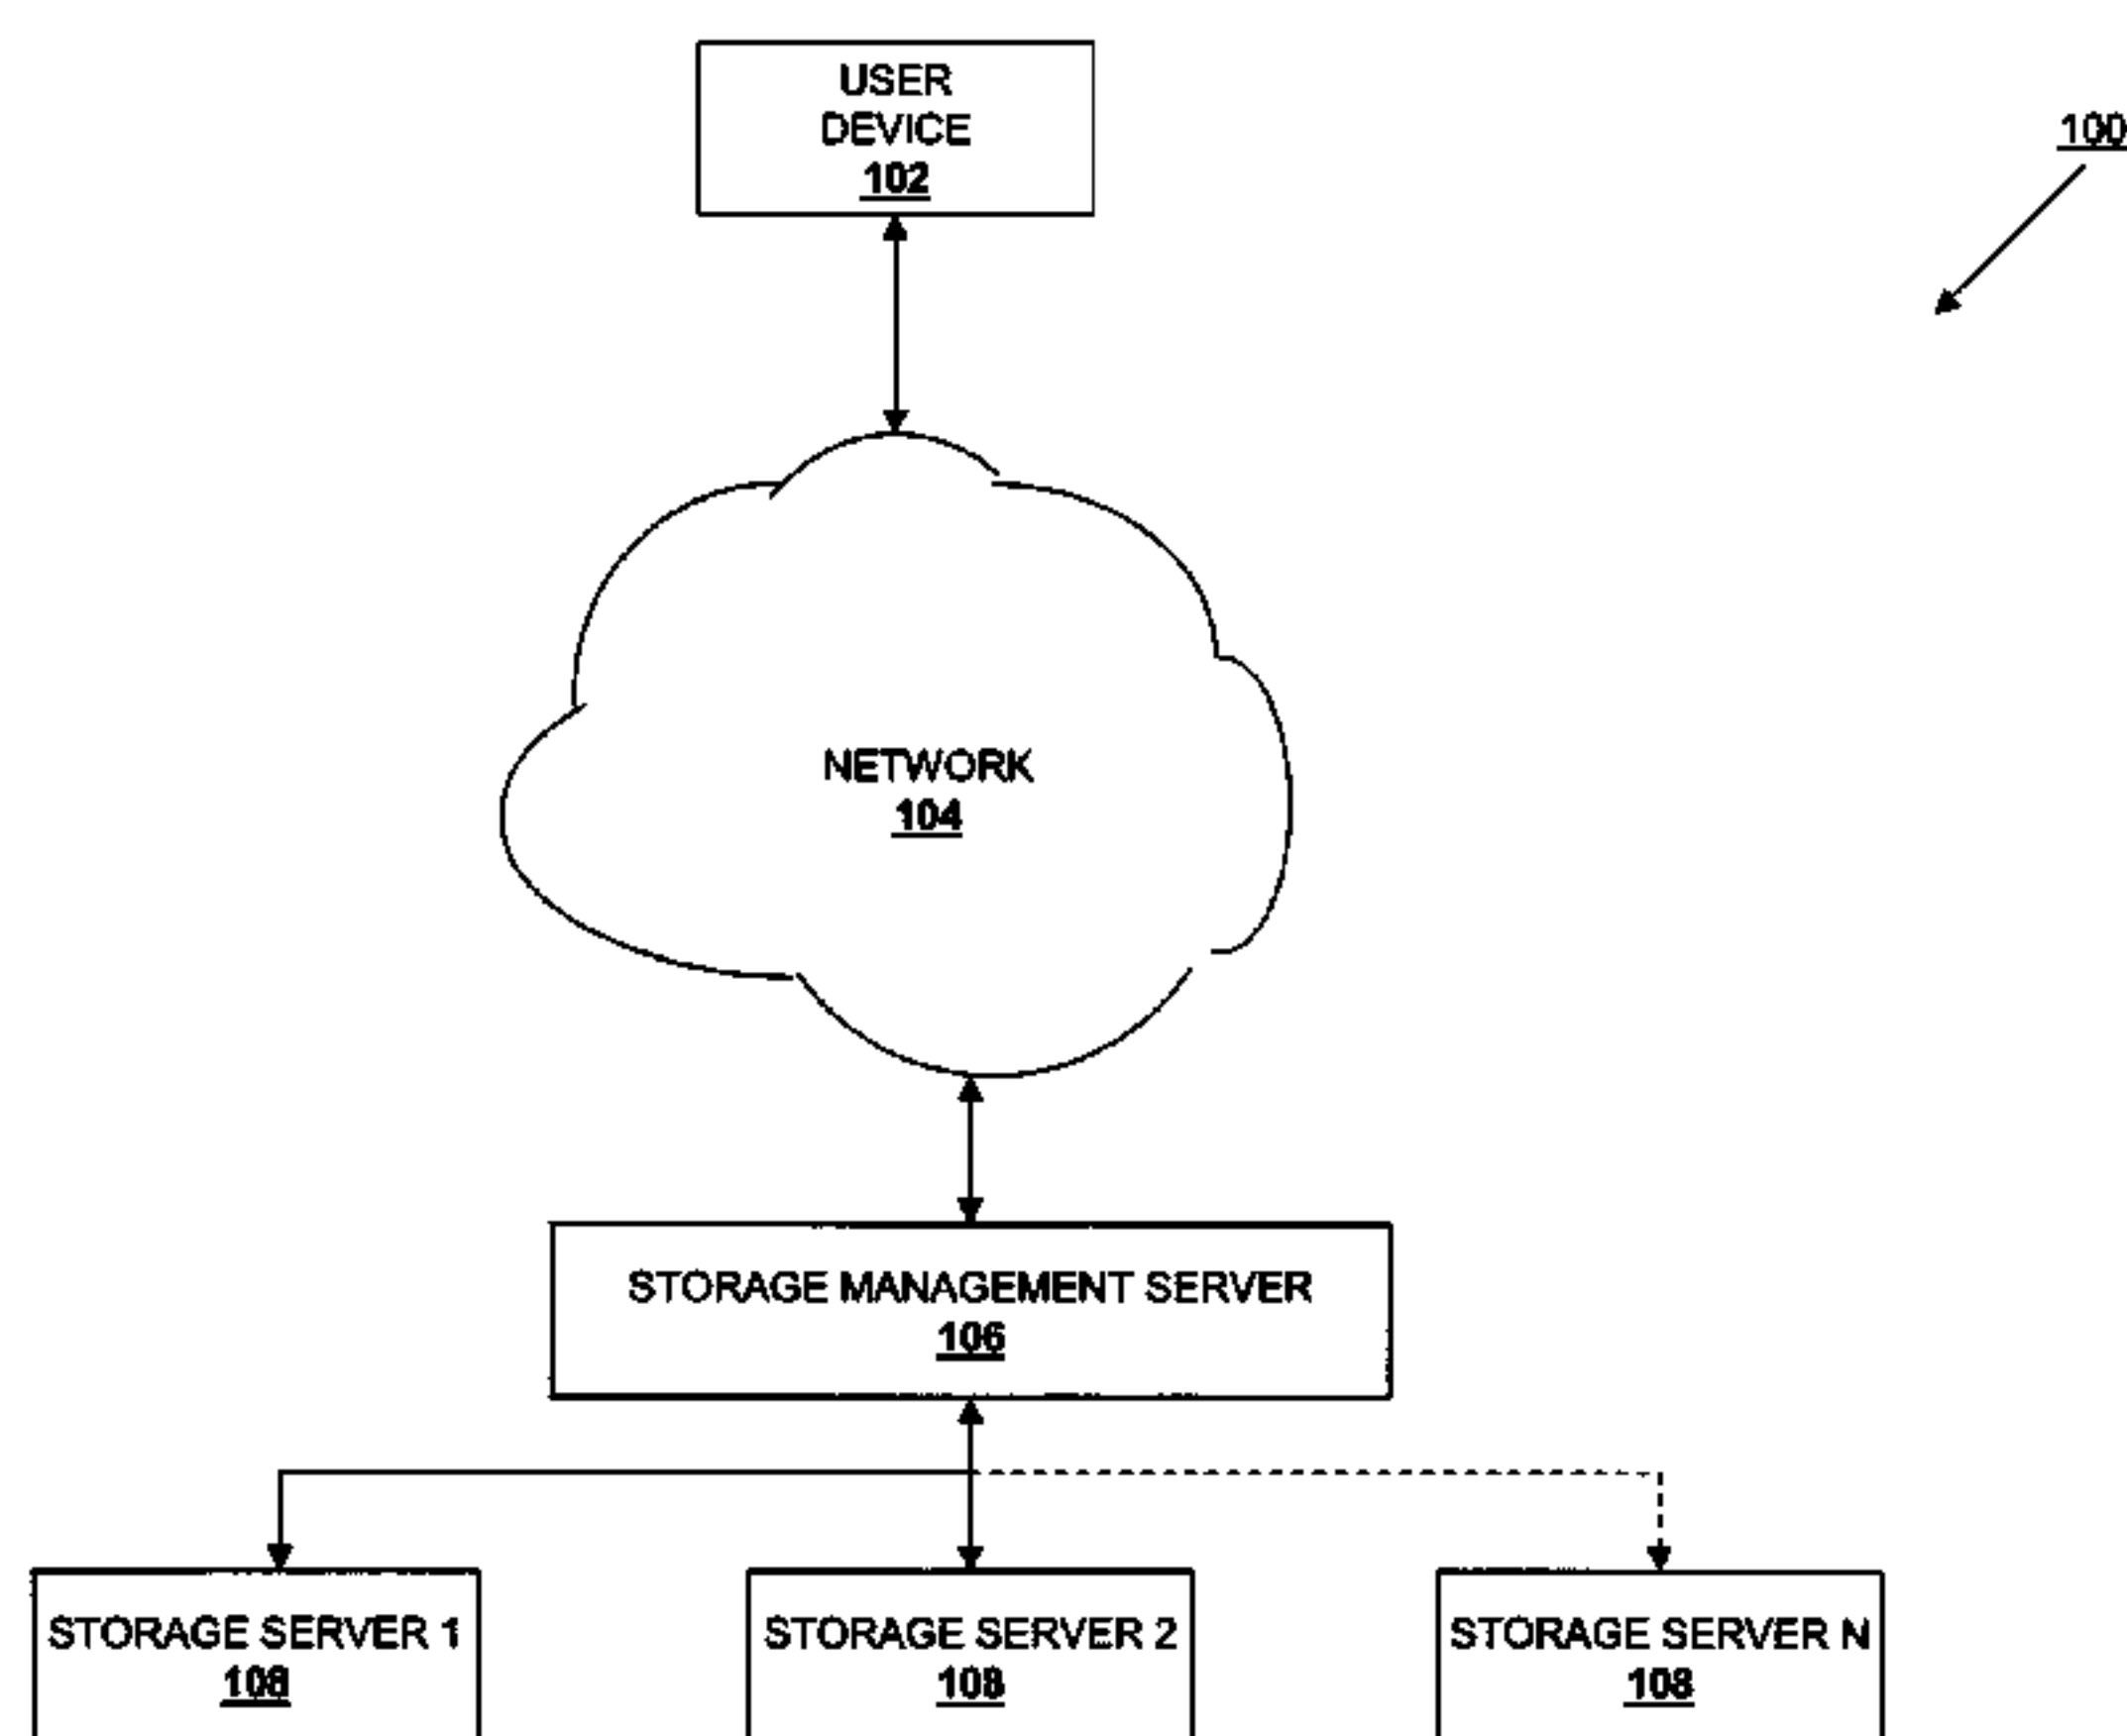 USER
DEVICE
102
100
NETWORK
104
STORAGE MANAGEMENT SERVER
106
STORAGE SERVER 1
108
STORAGE SERVER 2
108
STORAGE SERVER N
108